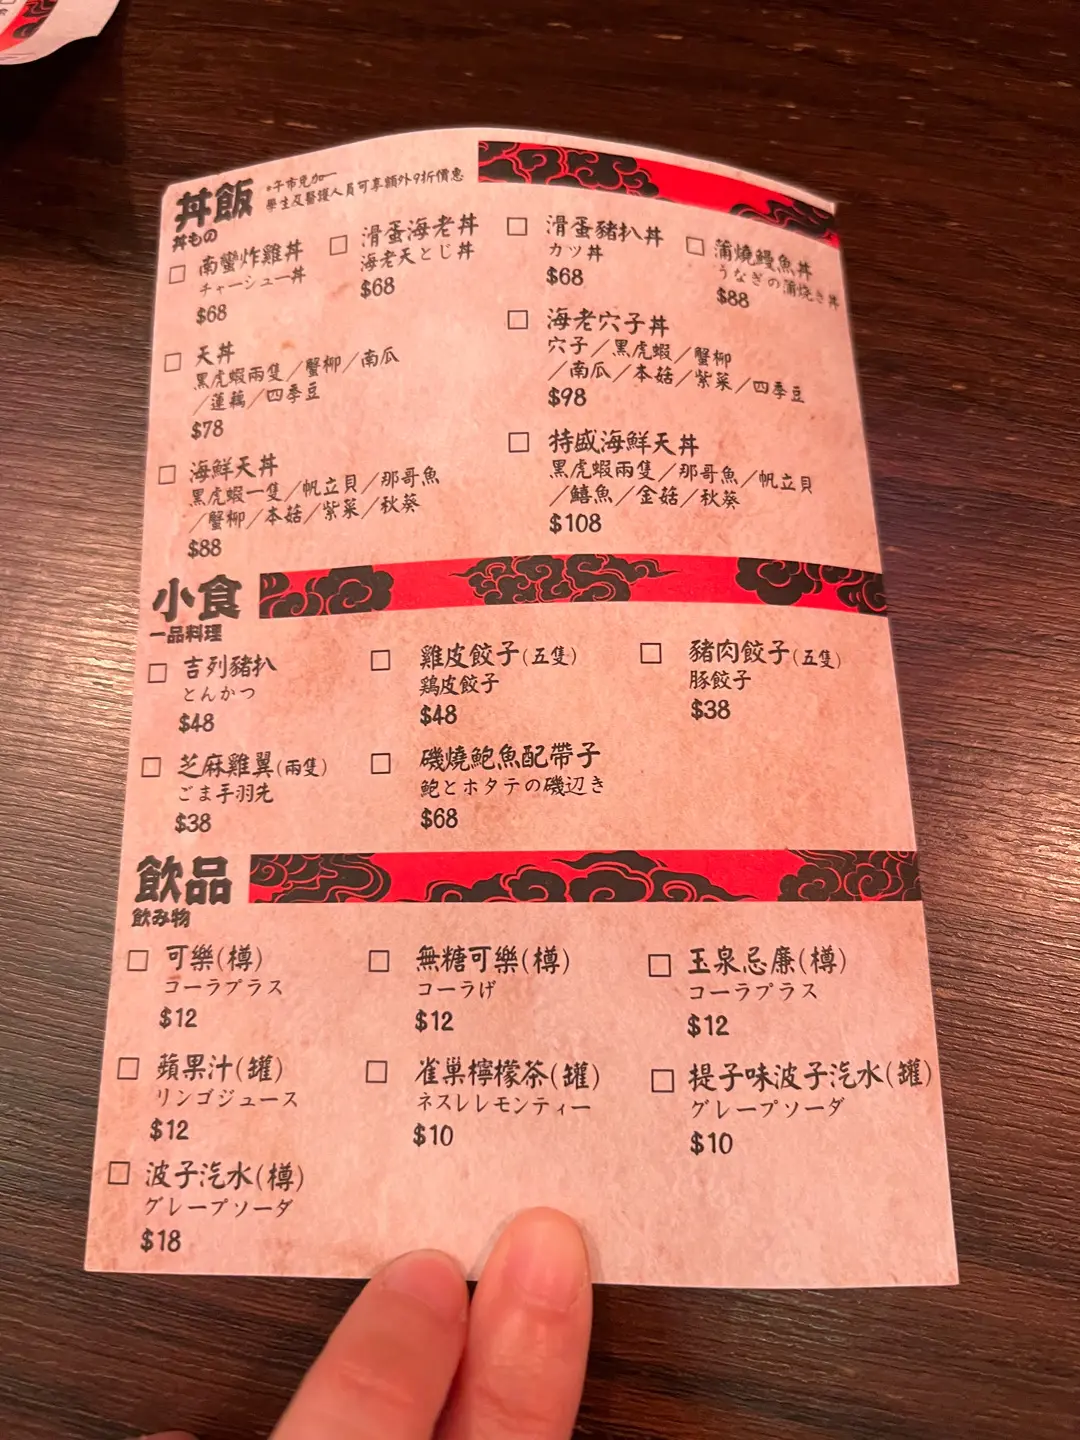 丼飯
丼もの
*午市免加一
學生及醫護人員可享額外9折優惠
□ 南蠻炸雞丼
チャーシュー丼
$68
□ 滑蛋海老丼
海老天とじ丼
$68
□ 滑蛋豬扒丼
カツ丼
$68
□ 蒲燒鰻魚丼
うなぎの蒲焼き丼
$88
□ 天丼
黑虎蝦兩隻／蟹柳／南瓜
／蓮藕／四季豆
$78
□ 海老穴子丼
穴子／黑虎蝦／蟹柳
／南瓜／本菇／紫菜／四季豆
$98
□ 海鮮天丼
黑虎蝦一隻／帆立貝／那哥魚
／蟹柳／本菇／紫菜／秋葵
$88
□ 特盛海鮮天丼
黑虎蝦兩隻／那哥魚／帆立貝
／鱚魚／金菇／秋葵
$108
小食
一品料理
□ 吉列豬扒
とんかつ
$48
□ 雞皮餃子(五隻)
鶏皮餃子
$48
□ 豬肉餃子(五隻)
豚餃子
$38
□ 芝麻雞翼(兩隻)
ごま手羽先
$38
□ 磯燒鮑魚配帶子
鮑とホタテの磯辺き
$68
飲品
飲み物
□ 可樂(樽)
コーラプラス
$12
□ 無糖可樂(樽)
コーラげ
$12
□ 玉泉忌廉(樽)
コーラプラス
$12
□ 蘋果汁(罐)
リンゴジュース
$12
□ 雀巢檸檬茶(罐)
ネスレレモンティー
$10
□ 提子味波子汽水(罐)
グレープソーダ
$10
□ 波子汽水(樽)
グレープソーダ
$18